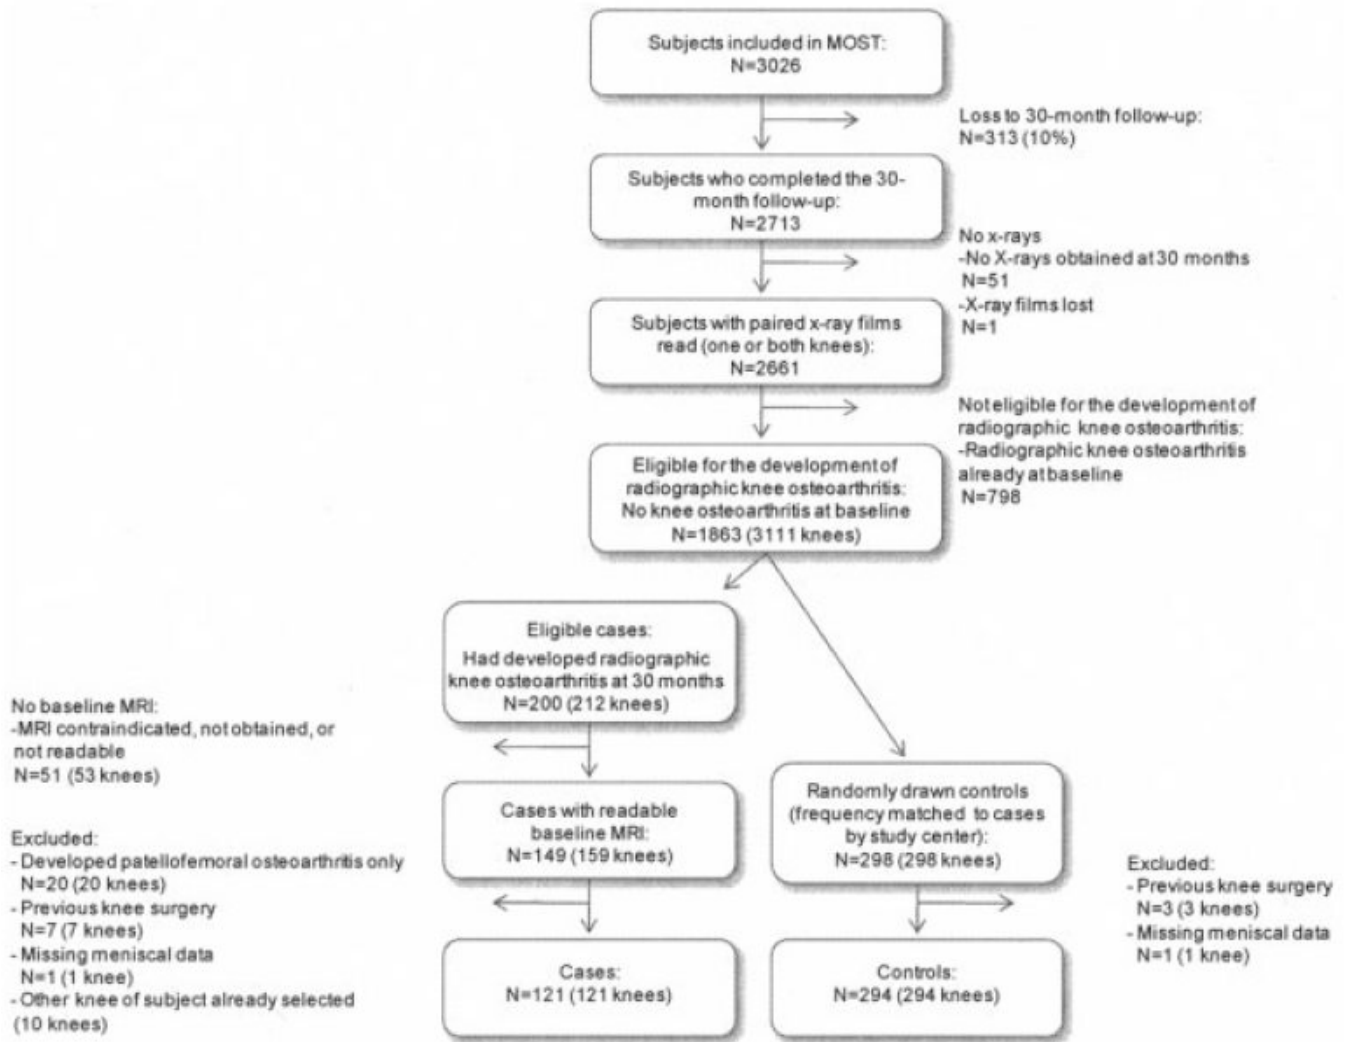 Subjects included in MOST:
N=3026
Loss to 30-month follow-up:
N=313 (10%)
Subjects who completed the 30-
month follow-up:
N=2713
No x-rays
-No X-rays obtained at 30 months
N=51
-X-ray films lost
N=1
Subjects with paired x-ray films
read (one or both knees):
N=2661
Not eligible for the development of
radiographic knee osteoarthritis:
-Radiographic knee osteoarthritis
already at baseline
N=798
Eligible for the development of
radiographic knee osteoarthritis:
No knee osteoarthritis at baseline
N=1863 (3111 knees)
Eligible cases:
Had developed radiographic
knee osteoarthritis at 30 months
N=200 (212 knees)
No baseline MRI:
-MRI contraindicated, not obtained, or
not readable
N=51 (53 knees)
Cases with readable
baseline MRI:
N=149 (159 knees)
Randomly drawn controls
(frequency matched to cases
by study center):
N=298 (298 knees)
Excluded:
- Developed patellofemoral osteoarthritis only
N=20 (20 knees)
- Previous knee surgery
N=7 (7 knees)
- Missing meniscal data
N=1 (1 knee)
- Other knee of subject already selected
(10 knees)
Excluded:
- Previous knee surgery
N=3 (3 knees)
- Missing meniscal data
N=1 (1 knee)
Cases:
N=121 (121 knees)
Controls:
N=294 (294 knees)